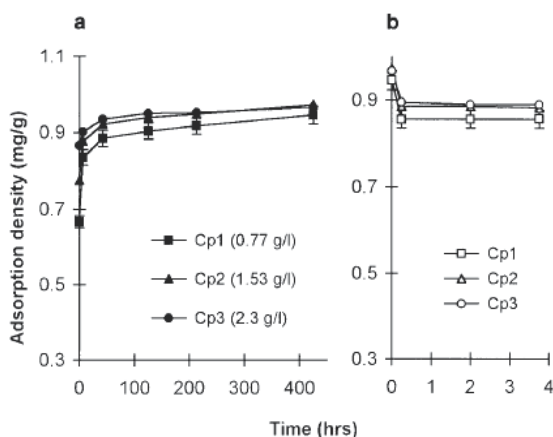 a
b
Adsorption density (mg/g)
1.1
0.9
0.7
0.5
0.3
0 100 200 300 400
Cp1 (0.77 g/l)
Cp2 (1.53 g/l)
Cp3 (2.3 g/l)
0.9
0.7
0.5
0.3
0 1 2 3 4
Cp1
Cp2
Cp3
Time (hrs)